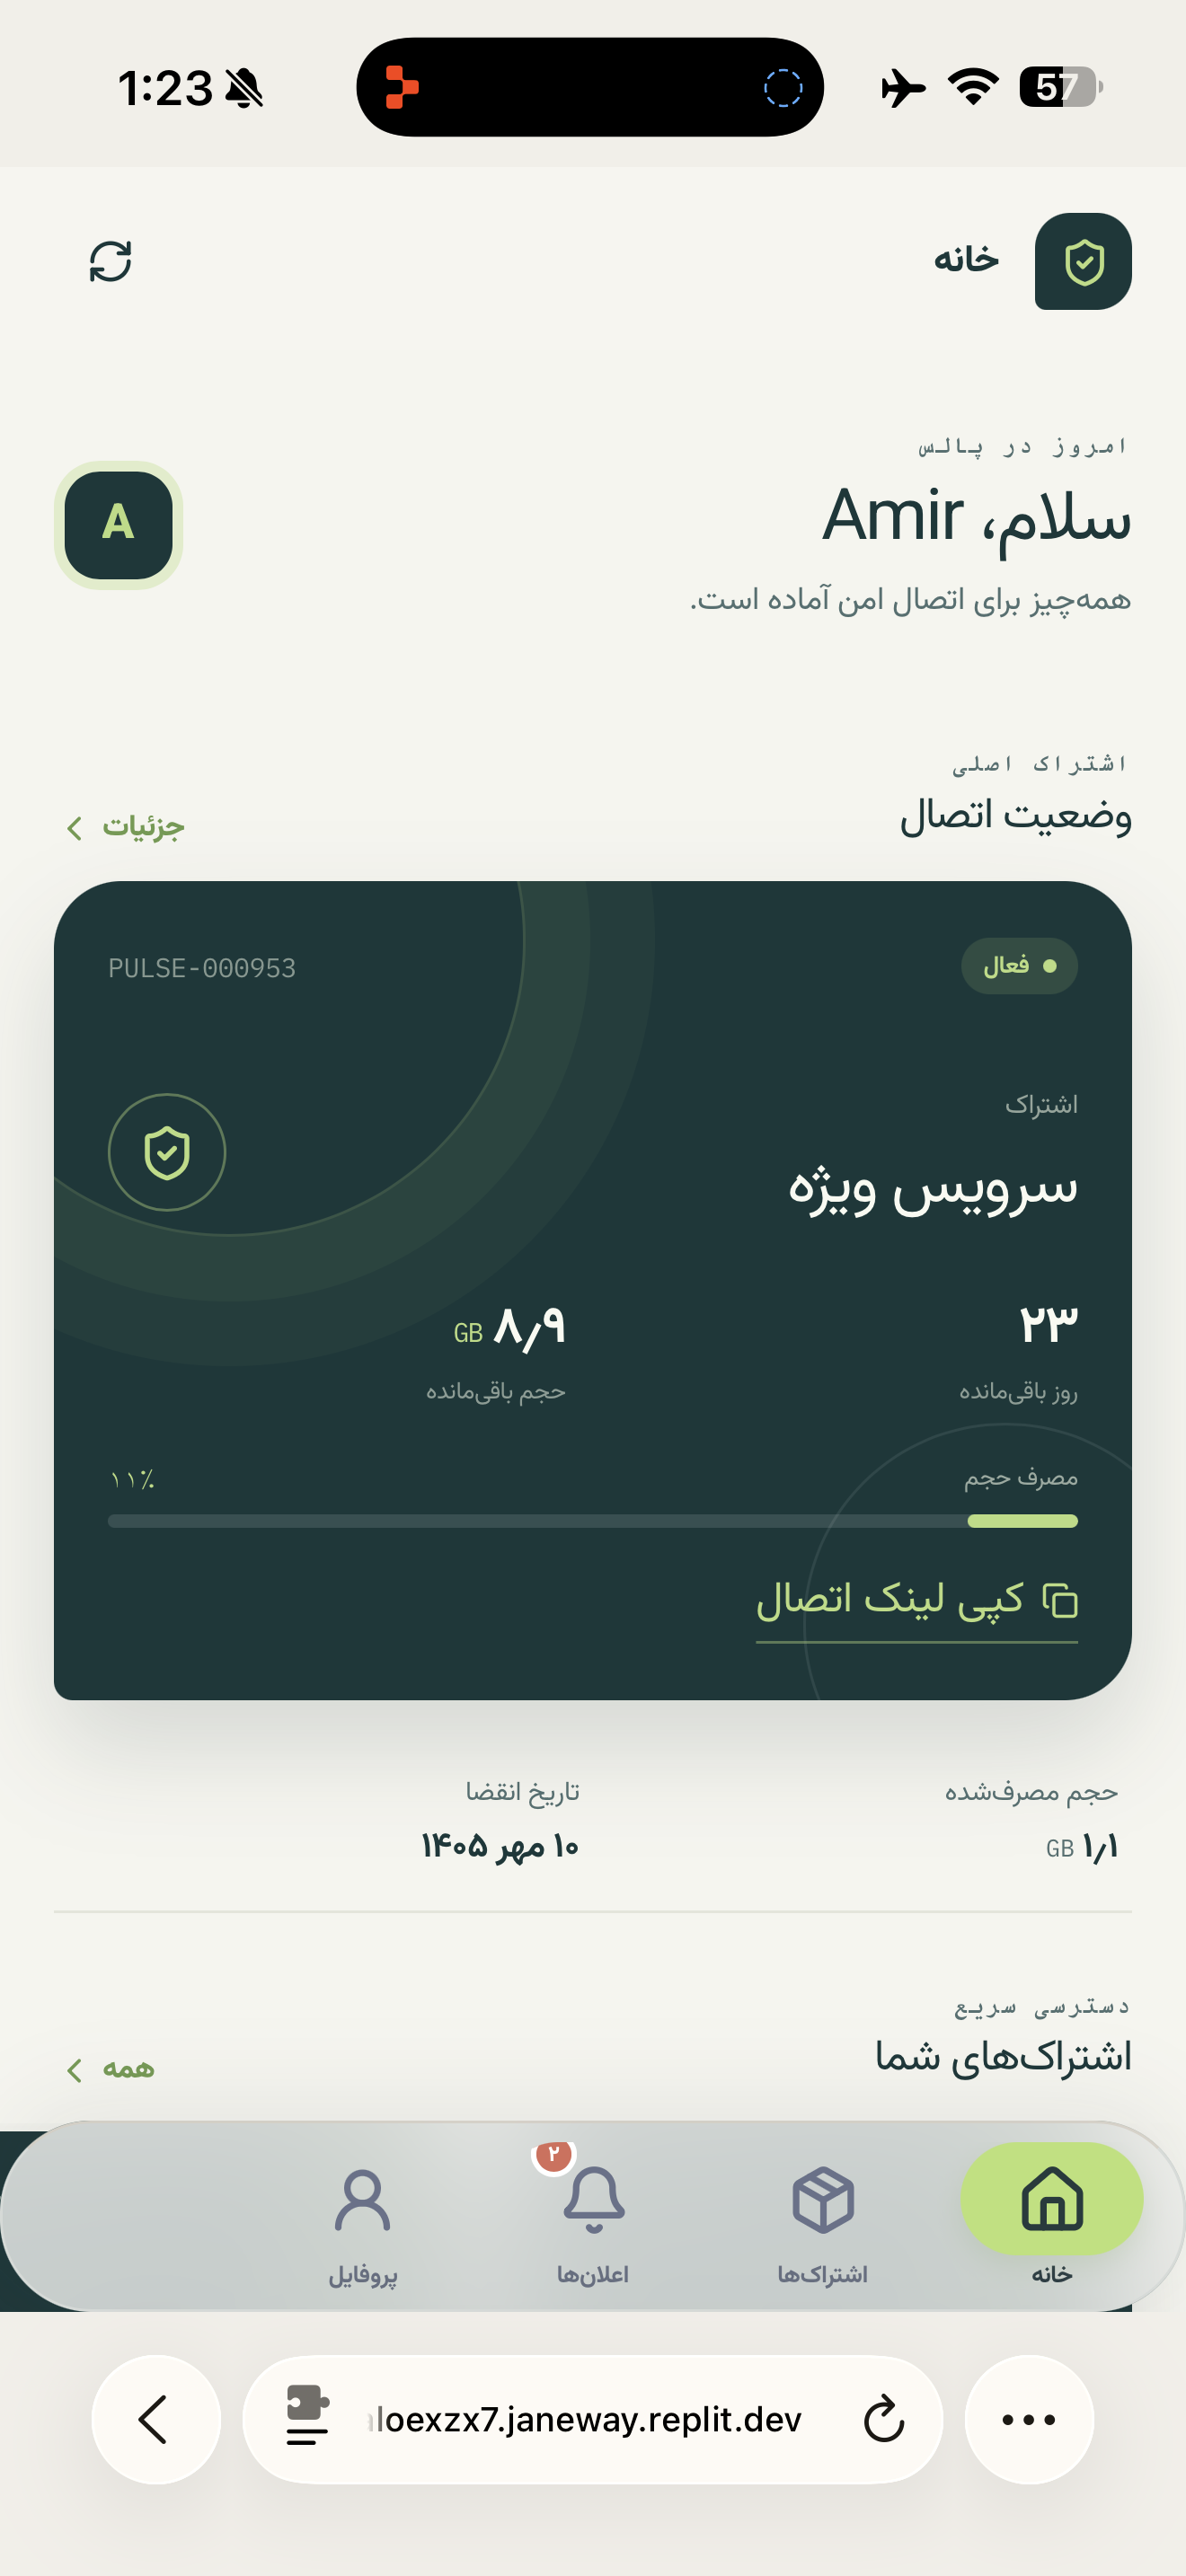 1:23
57
خانه
امروز در پالس
سلام، Amir
A
همه‌چیز برای اتصال امن آماده است.
اشتراک اصلی
وضعیت اتصال
جزئیات
فعال
PULSE-000953
اشتراک
سرویس ویژه
۲۳
۸٫۹ GB
روز باقی‌مانده
حجم باقی‌مانده
مصرف حجم
۱۱٪
کپی لینک اتصال
حجم مصرف‌شده
تاریخ انقضا
۱٫۱ GB
۱۰ مهر ۱۴۰۵
دسترسی سریع
اشتراک‌های شما
همه
۲
خانه
اشتراک‌ها
اعلان‌ها
پروفایل
loexzx7.janeway.replit.dev